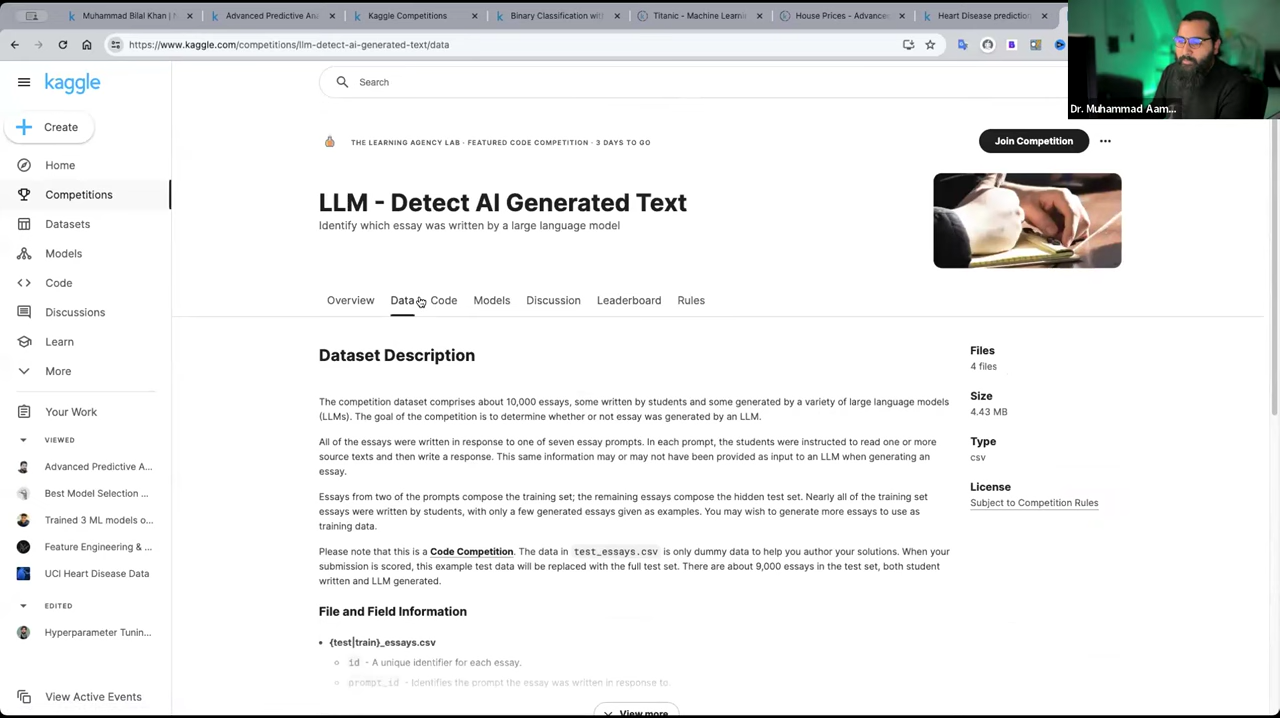 Muhammad Bilal Khan |
Advanced Predictive Ana
Kaggle Competitions
Binary Classification wit
Titanic - Machine Learni
House Prices - Advance
Heart Disease prediction
https://www.kaggle.com/competitions/llm-detect-ai-generated-text/data
Dr. Muhammad Aam...
kaggle
Search
Create
Home
Competitions
Datasets
Models
Code
Discussions
Learn
More
Your Work
VIEWED
Advanced Predictive A...
Best Model Selection ...
Trained 3 ML models o...
Feature Engineering & ...
UCI Heart Disease Data
EDITED
Hyperparameter Tunin...
View Active Events
THE LEARNING AGENCY LAB · FEATURED CODE COMPETITION · 3 DAYS TO GO
Join Competition
LLM - Detect AI Generated Text
Identify which essay was written by a large language model
Overview Data Code Models Discussion Leaderboard Rules
Dataset Description
The competition dataset comprises about 10,000 essays, some written by students and some generated by a variety of large language models
(LLMs). The goal of the competition is to determine whether or not essay was generated by an LLM.
All of the essays were written in response to one of seven essay prompts. In each prompt, the students were instructed to read one or more
source texts and then write a response. This same information may or may not have been provided as input to an LLM when generating an
essay.
Essays from two of the prompts compose the training set; the remaining essays compose the hidden test set. Nearly all of the training set
essays were written by students, with only a few generated essays given as examples. You may wish to generate more essays to use as
training data.
Please note that this is a Code Competition. The data in test_essays.csv is only dummy data to help you author your solutions. When your
submission is scored, this example test data will be replaced with the full test set. There are about 9,000 essays in the test set, both student
written and LLM generated.
File and Field Information
• {test|train}_essays.csv
id - A unique identifier for each essay.
prompt_id - Identifies the prompt the essay was written in response to.
View more
Files
4 files
Size
4.43 MB
Type
csv
License
Subject to Competition Rules